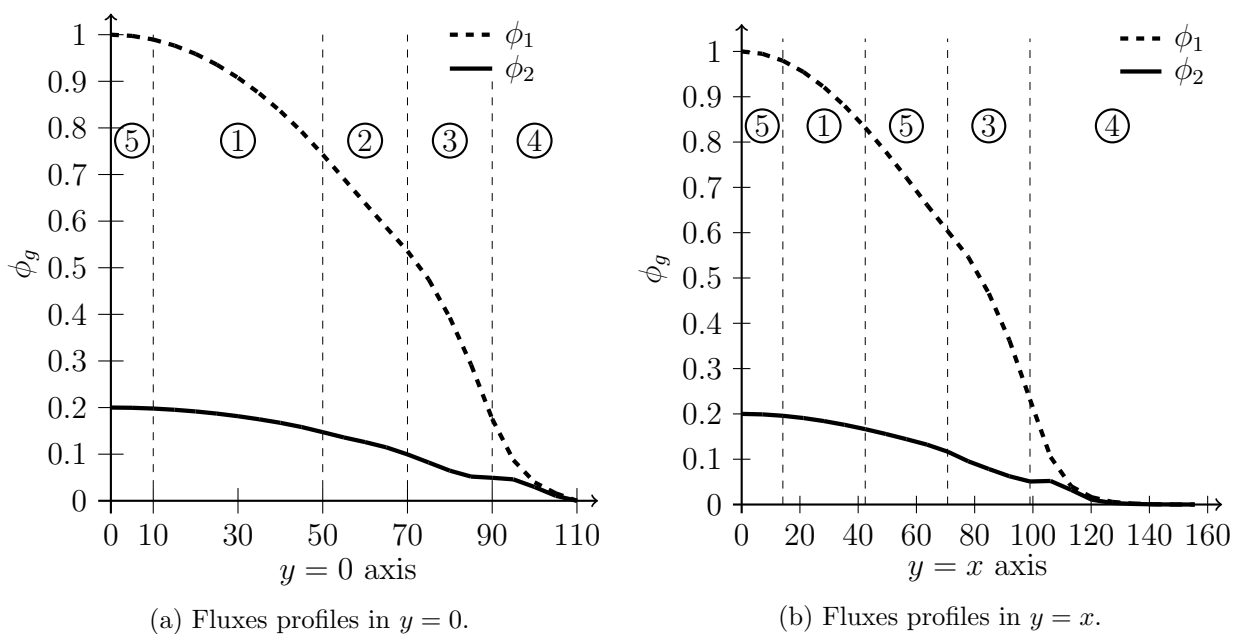 1
0.9
0.8
0.7
0.6
0.5
0.4
0.3
0.2
0.1
0
ϕg
ϕ1
ϕ2
5 1 2 3 4
0 10 30 50 70 90 110
y = 0 axis
(a) Fluxes profiles in y = 0.
1
0.9
0.8
0.7
0.6
0.5
0.4
0.3
0.2
0.1
0
ϕg
ϕ1
ϕ2
5 1 5 3 4
0 20 40 60 80 100 120 140 160
y = x axis
(b) Fluxes profiles in y = x.